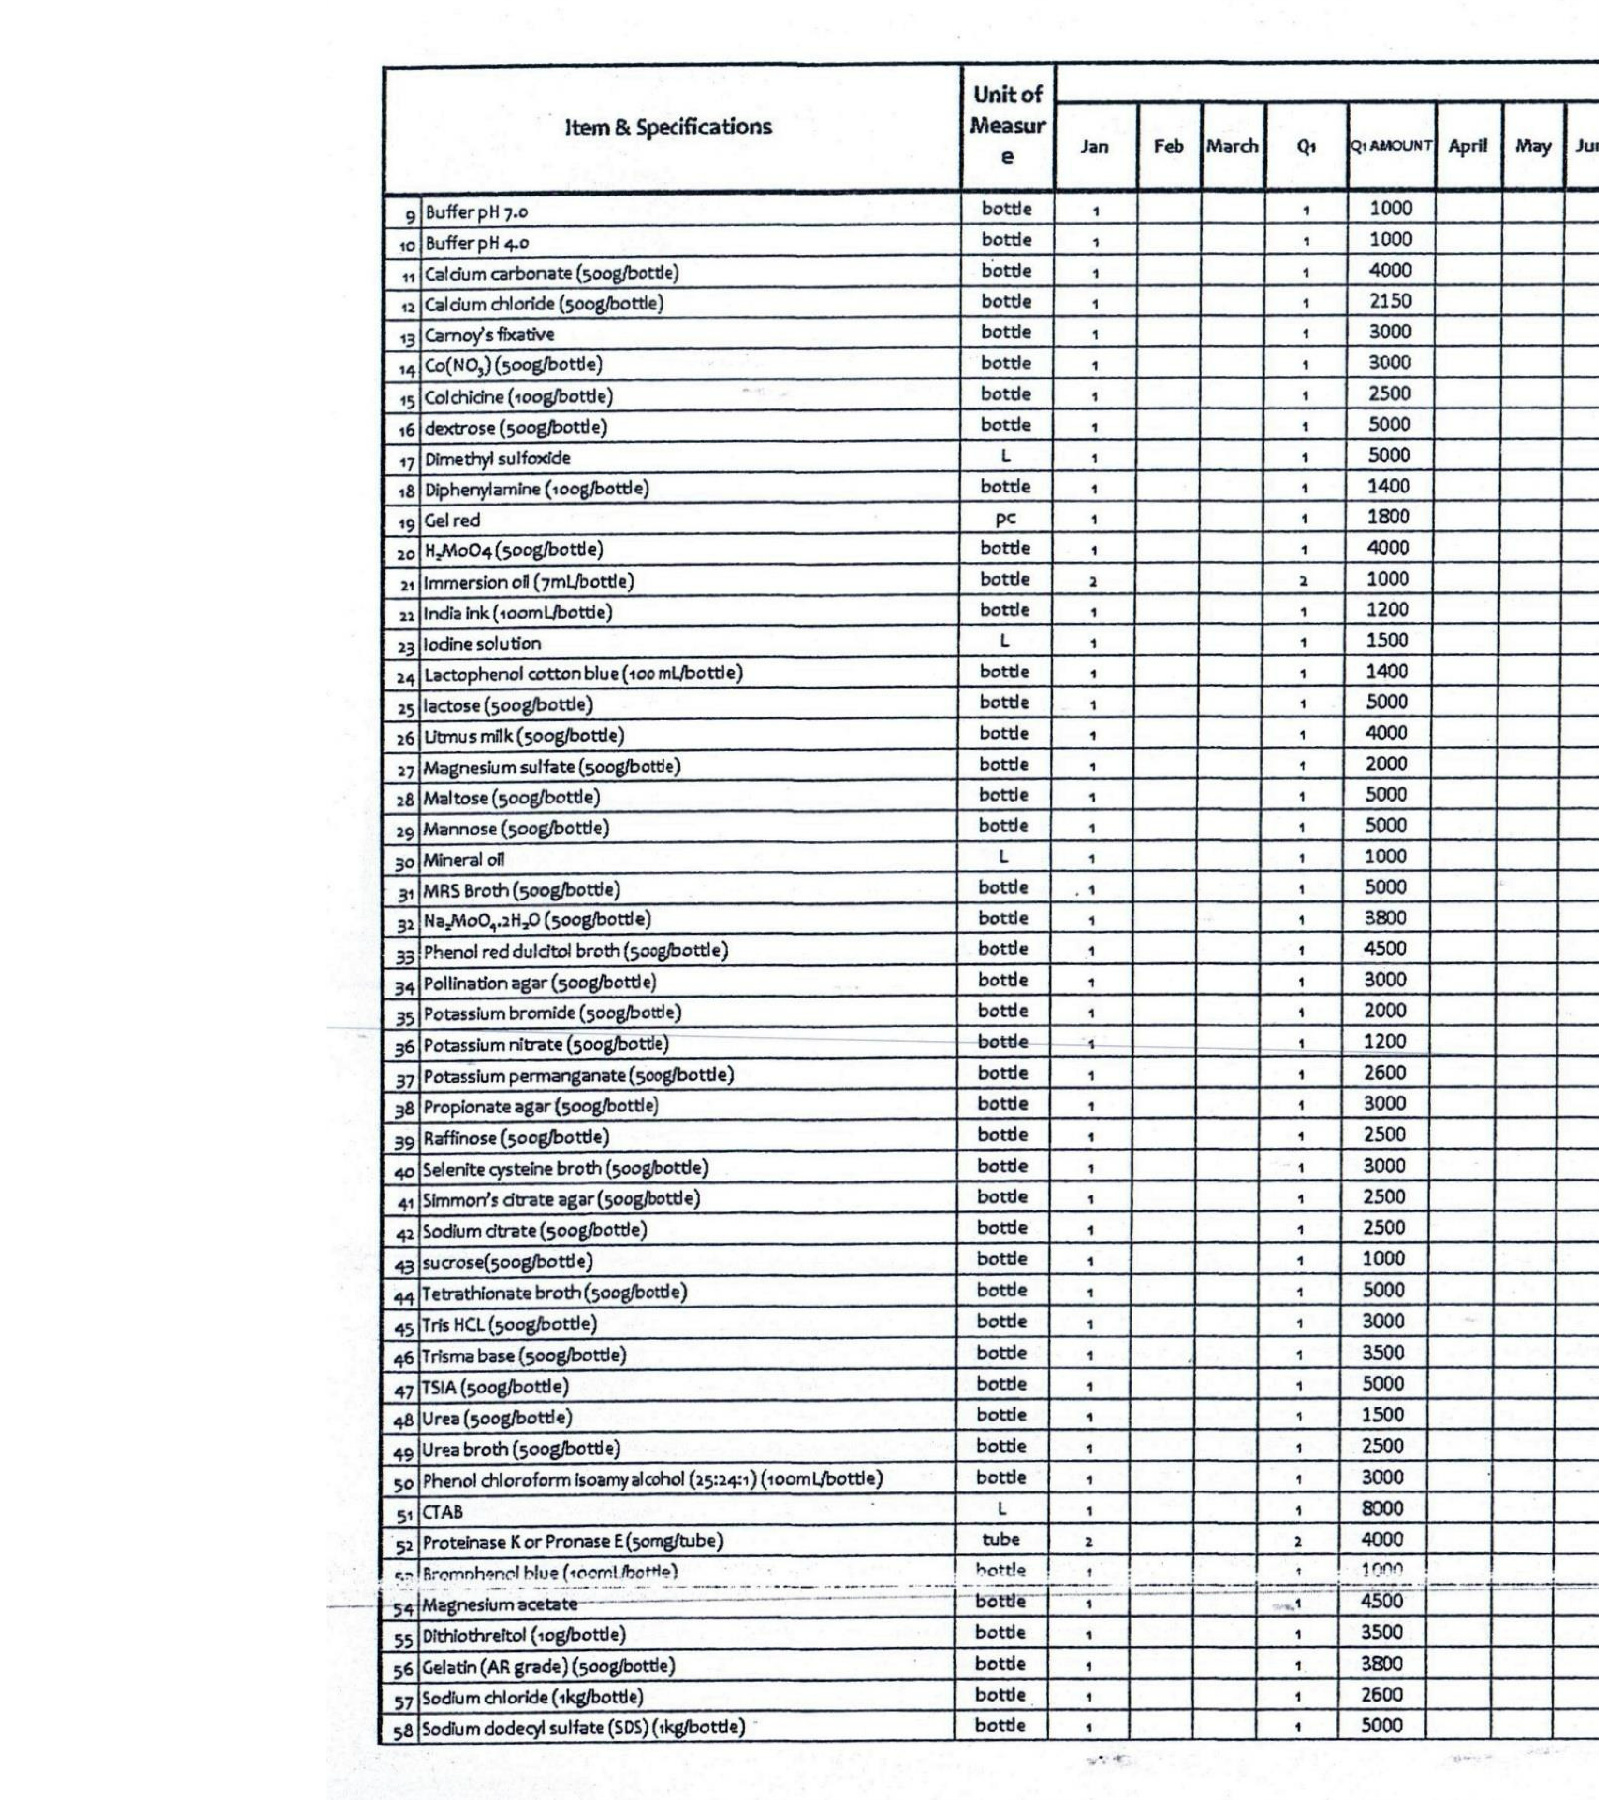 Item & Specifications Unit of Measure Jan Feb March Q1 Q1 AMOUNT April May
9 Buffer pH 7.0 bottle 1 1 1000
10 Buffer pH 4.0 bottle 1 1 1000
11 Calcium carbonate (500g/bottle) bottle 1 1 4000
12 Calcium chloride (500g/bottle) bottle 1 1 2150
13 Carnoy's fixative bottle 1 1 3000
14 Co(NO₃) (500g/bottle) bottle 1 1 3000
15 Colchicine (100g/bottle) bottle 1 1 2500
16 dextrose (500g/bottle) bottle 1 1 5000
17 Dimethyl sulfoxide L 1 1 5000
18 Diphenylamine (100g/bottle) bottle 1 1 1400
19 Gel red pc 1 1 1800
20 H₂MoO4 (500g/bottle) bottle 1 1 4000
21 Immersion oil (7mL/bottle) bottle 2 2 1000
22 India ink (100mL/bottle) bottle 1 1 1200
23 Iodine solution L 1 1 1500
24 Lactophenol cotton blue (100 mL/bottle) bottle 1 1 1400
25 lactose (500g/bottle) bottle 1 1 5000
26 Litmus milk (500g/bottle) bottle 1 1 4000
27 Magnesium sulfate (500g/bottle) bottle 1 1 2000
28 Maltose (500g/bottle) bottle 1 1 5000
29 Mannose (500g/bottle) bottle 1 1 5000
30 Mineral oil L 1 1 1000
31 MRS Broth (500g/bottle) bottle 1 1 5000
32 Na₂MoO₄.2H₂O (500g/bottle) bottle 1 1 3800
33 Phenol red dulcitol broth (500g/bottle) bottle 1 1 4500
34 Pollination agar (500g/bottle) bottle 1 1 3000
35 Potassium bromide (500g/bottle) bottle 1 1 2000
36 Potassium nitrate (500g/bottle) bottle 1 1 1200
37 Potassium permanganate (500g/bottle) bottle 1 1 2600
38 Propionate agar (500g/bottle) bottle 1 1 3000
39 Raffinose (500g/bottle) bottle 1 1 2500
40 Selenite cysteine broth (500g/bottle) bottle 1 1 3000
41 Simmon's citrate agar (500g/bottle) bottle 1 1 2500
42 Sodium citrate (500g/bottle) bottle 1 1 2500
43 sucrose(500g/bottle) bottle 1 1 1000
44 Tetrathionate broth (500g/bottle) bottle 1 1 5000
45 Tris HCL (500g/bottle) bottle 1 1 3000
46 Trisma base (500g/bottle) bottle 1 1 3500
47 TSIA (500g/bottle) bottle 1 1 5000
48 Urea (500g/bottle) bottle 1 1 1500
49 Urea broth (500g/bottle) bottle 1 1 2500
50 Phenol chloroform isoamy alcohol (25:24:1) (100mL/bottle) bottle 1 1 3000
51 CTAB L 1 1 8000
52 Proteinase K or Pronase E (50mg/tube) tube 2 2 4000
Bromphenol blue (100mL/bottle) bottle 1 1 1000
54 Magnesium acetate bottle 1 1 4500
55 Dithiothreitol (10g/bottle) bottle 1 1 3500
56 Gelatin (AR grade) (500g/bottle) bottle 1 1 3800
57 Sodium chloride (1kg/bottle) bottle 1 1 2600
58 Sodium dodecyl sulfate (SDS) (1kg/bottle) bottle 1 1 5000